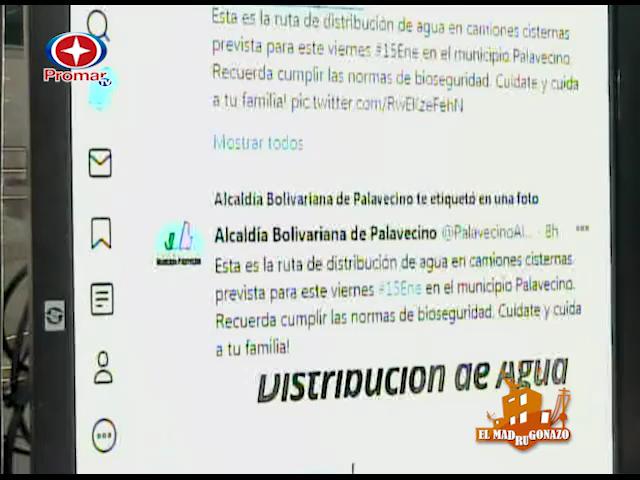 Promar
TV
Esta es la ruta de distribución de agua en camiones cisternas
prevista para este viernes #15Ene en el municipio Palavecino.
Recuerda cumplir las normas de bioseguridad. Cuídate y cuida
a tu familia! pic.twitter.com/RwEKzeFehN
Mostrar todos
Alcaldía Bolivariana de Palavecino te etiquetó en una foto
Alcaldía Bolivariana de Palavecino @PalavecinoAl... · 8h
Esta es la ruta de distribución de agua en camiones cisternas
prevista para este viernes #15Ene en el municipio Palavecino.
Recuerda cumplir las normas de bioseguridad. Cuídate y cuida
a tu familia!
Distribución de Agua
hp
EL MADRUGONAZO